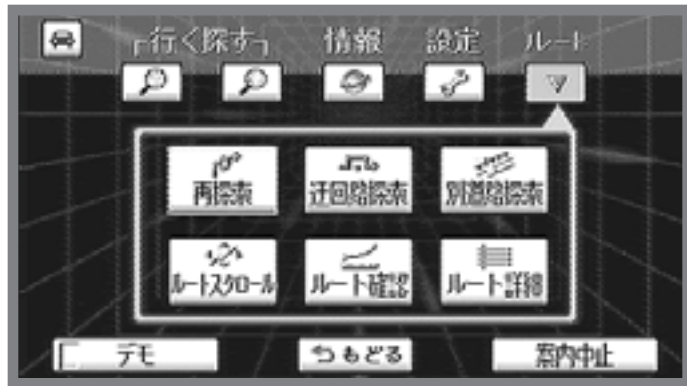 行く探す 情報 設定 ルート
再探索 迂回路探索 別道路探索
ルートスクロール ルート確認 ルート詳細
デモ もどる 案内中止